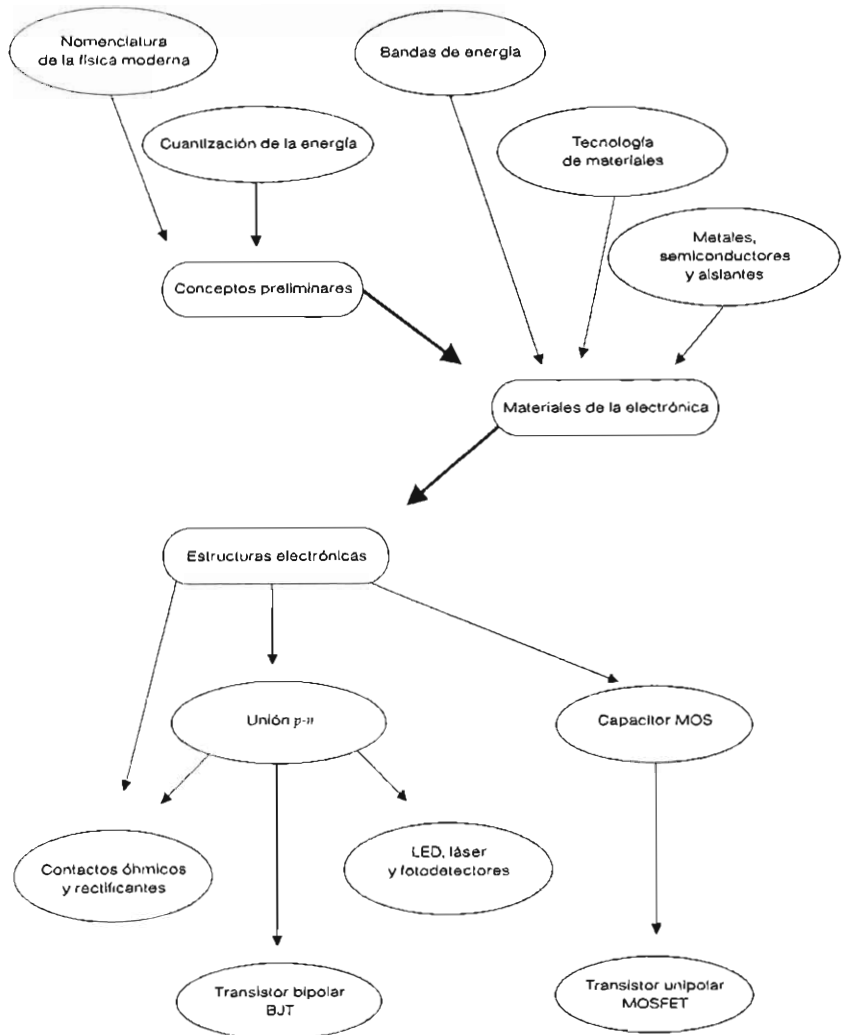 Nomenclatura
de la física moderna
Bandas de energía
Cuantización de la energía
Tecnología
de materiales
Metales,
semiconductores
y aislantes
Conceptos preliminares
Materiales de la electrónica
Estructuras electrónicas
Unión p-n
Capacitor MOS
Contactos óhmicos
y rectificantes
LED, láser
y fotodetectores
Transistor bipolar
BJT
Transistor unipolar
MOSFET